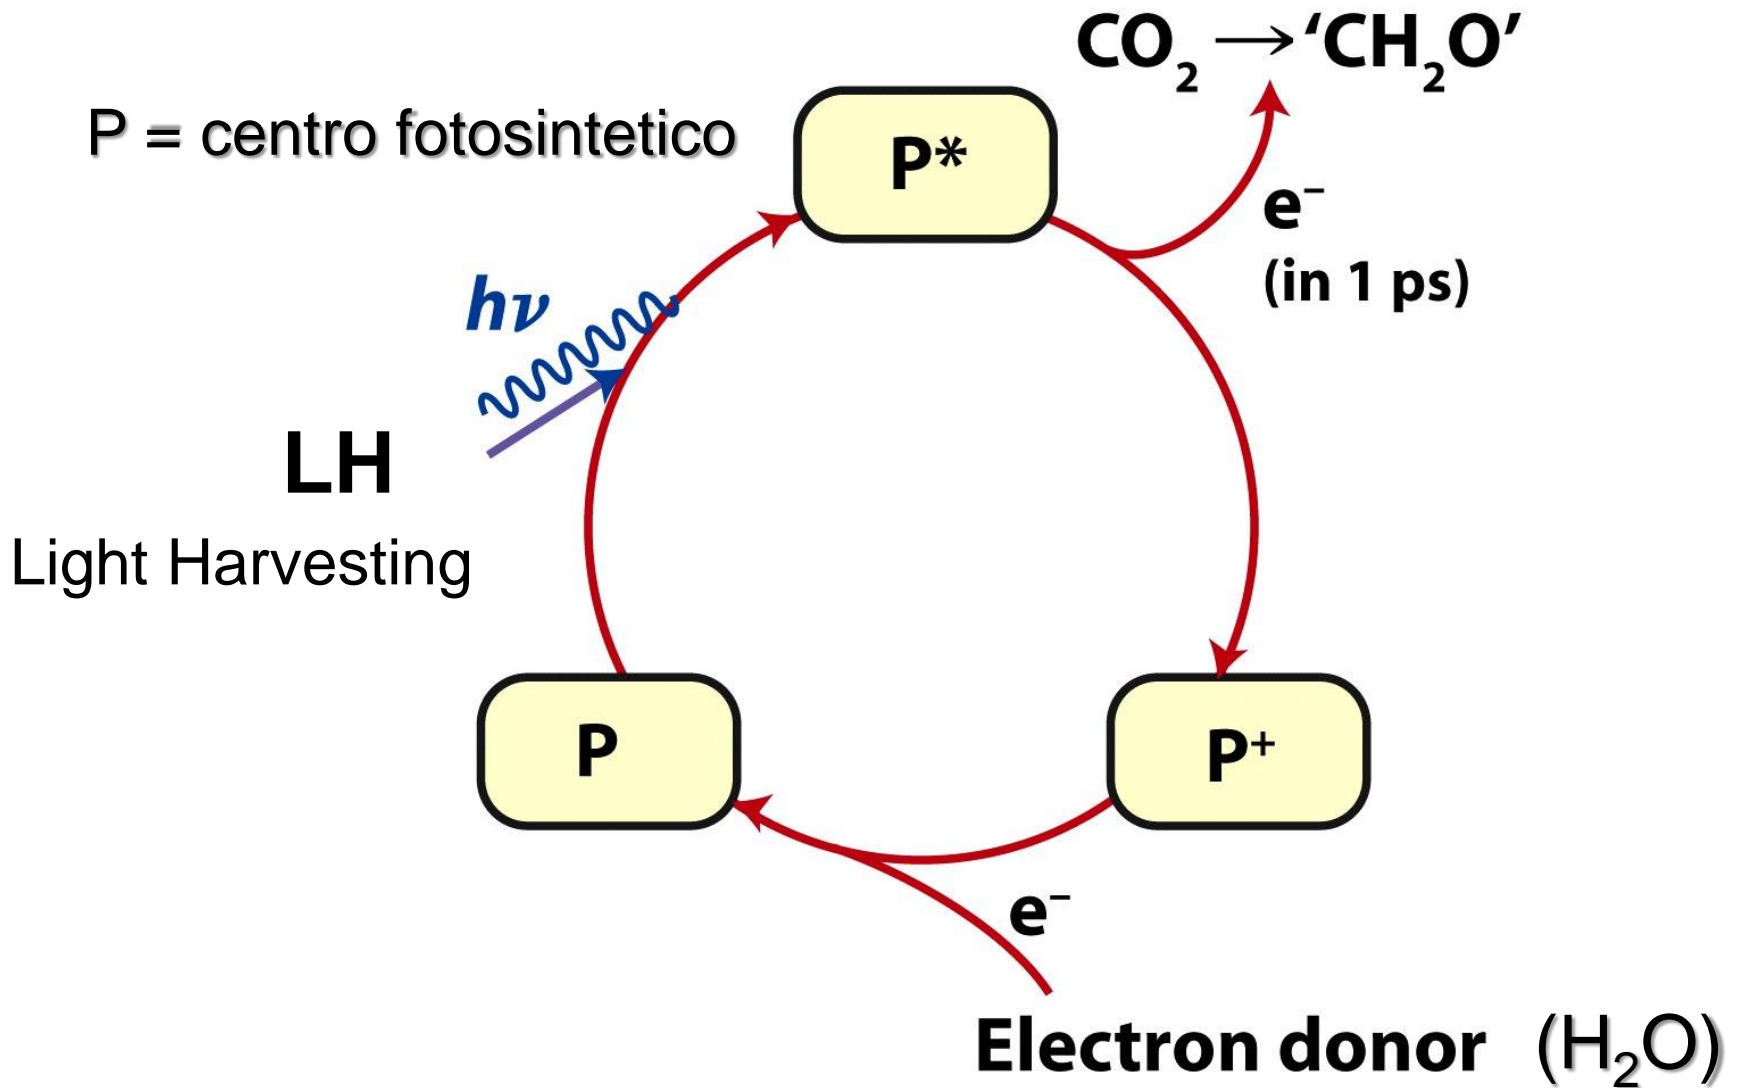 CO₂ → ‘CH₂O’
P = centro fotosintetico
P*
e⁻
(in 1 ps)
hν
LH
Light Harvesting
P
P⁺
e⁻
Electron donor (H₂O)